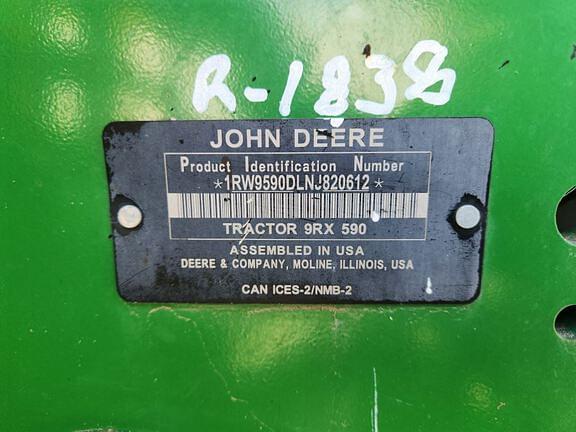 R-1838
JOHN DEERE
Product Identification Number
*1RW9590DLNJ820612*
TRACTOR 9RX 590
ASSEMBLED IN USA
DEERE & COMPANY, MOLINE, ILLINOIS, USA
CAN ICES-2/NMB-2